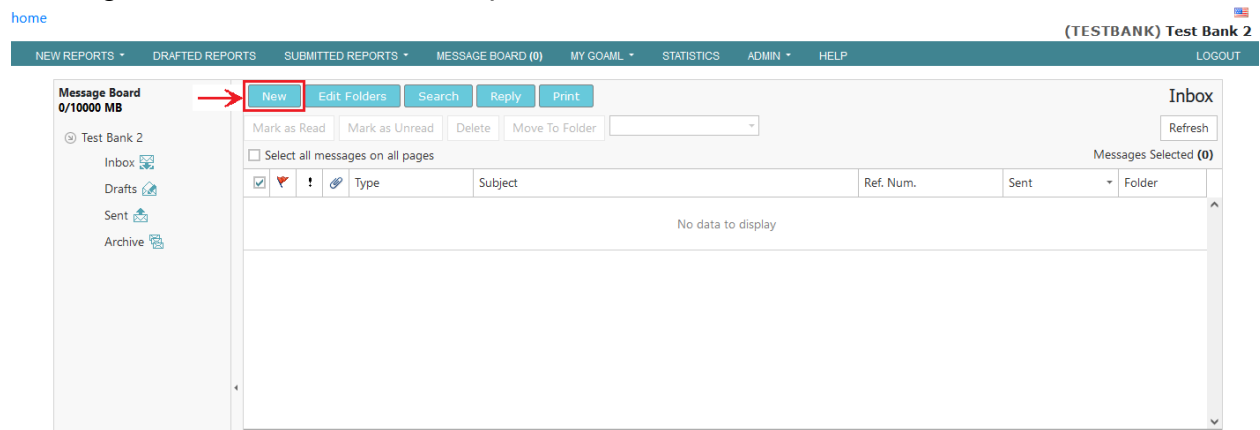 home
(TESTBANK) Test Bank 2
NEW REPORTS DRAFTED REPORTS SUBMITTED REPORTS MESSAGE BOARD (0) MY GOAML STATISTICS ADMIN HELP LOGOUT
Message Board
0/10000 MB
Test Bank 2
Inbox
Drafts
Sent
Archive
New Edit Folders Search Reply Print Inbox
Mark as Read Mark as Unread Delete Move To Folder Refresh
Select all messages on all pages Messages Selected (0)
! Type Subject Ref. Num. Sent Folder
No data to display